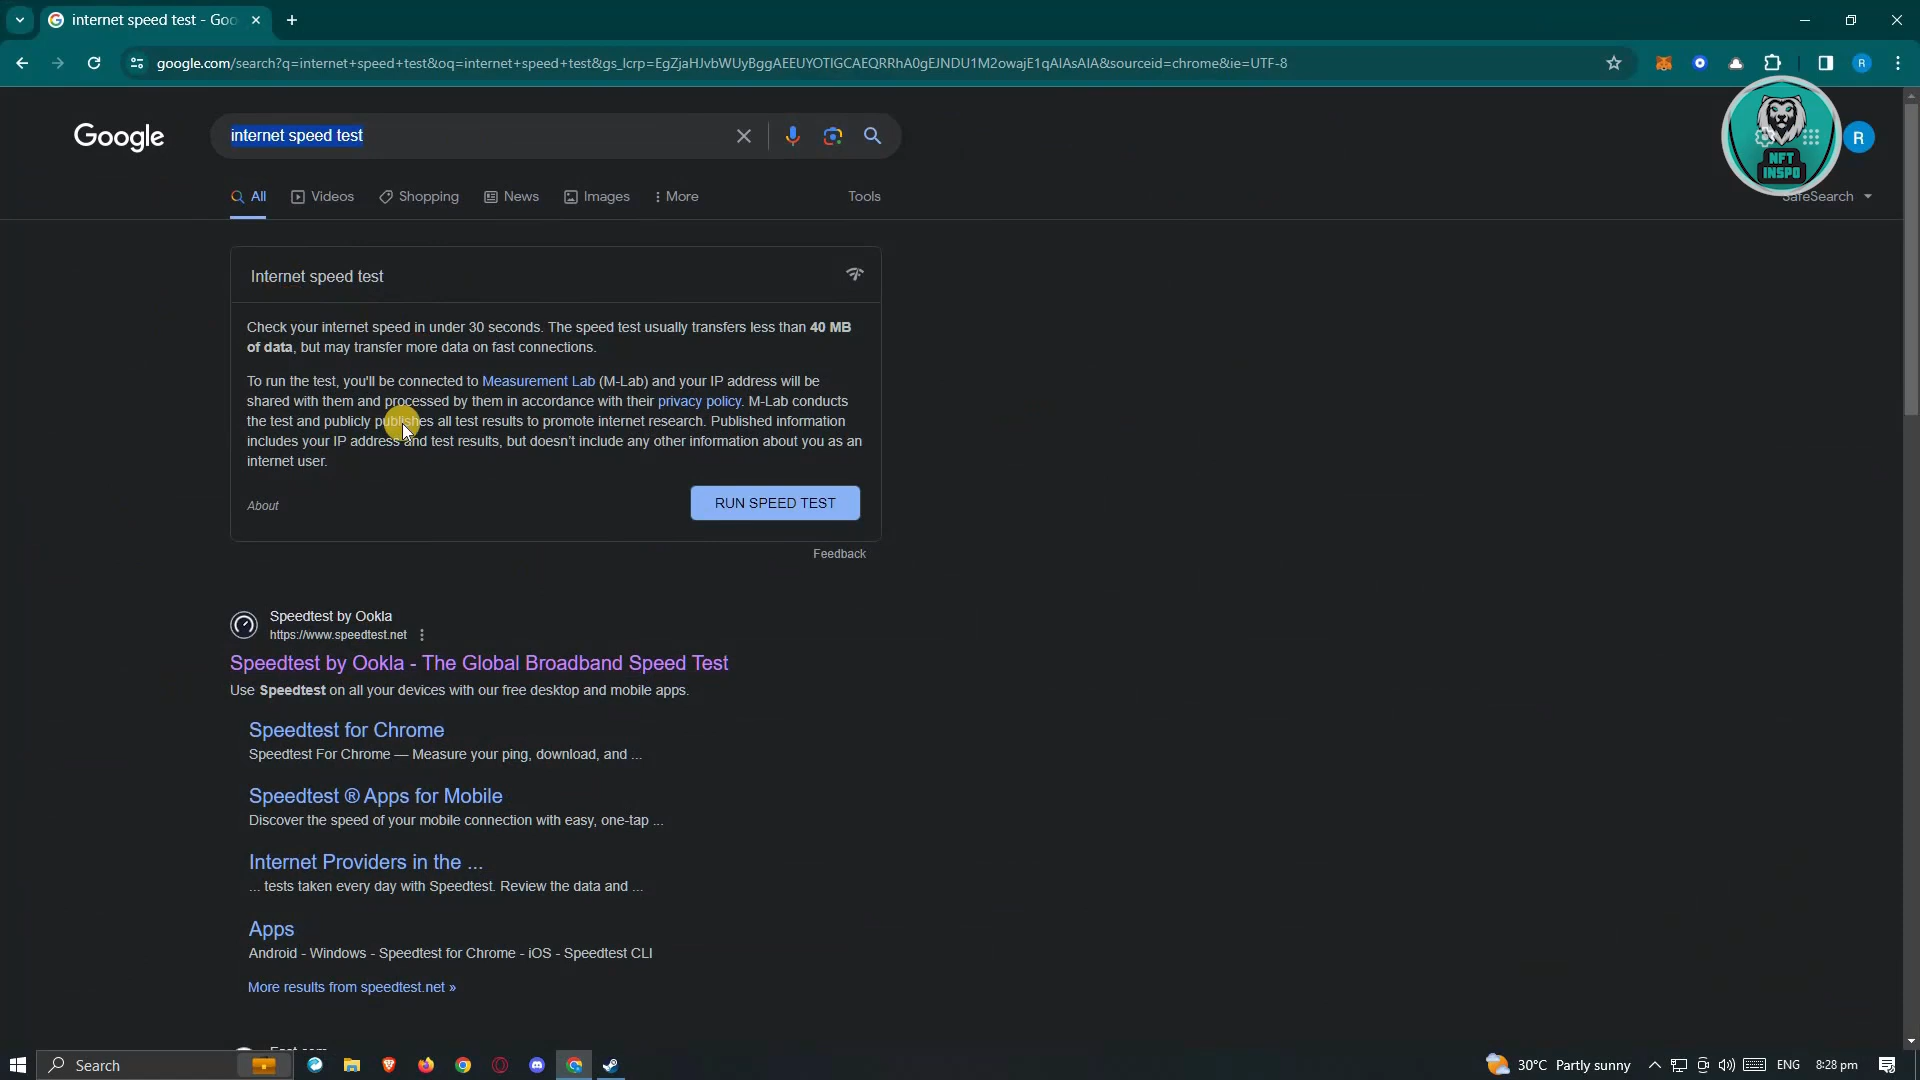 internet speed test - Goo
google.com/search?q=internet+speed+test&oq=internet+speed+test&gs_lcrp=EgZjaHJvbWUyBggAEEUYOTIGCAEQRRhA0gEJNDU1M2owajE1qAIAsAIA&sourceid=chrome&ie=UTF-8
R
Google
internet speed test
NFT
INSPO
R
All
Videos
Shopping
News
Images
More
Tools
SafeSearch
Internet speed test
Check your internet speed in under 30 seconds. The speed test usually transfers less than 40 MB
of data, but may transfer more data on fast connections.
To run the test, you'll be connected to Measurement Lab (M-Lab) and your IP address will be
shared with them and processed by them in accordance with their privacy policy. M-Lab conducts
the test and publicly publishes all test results to promote internet research. Published information
includes your IP address and test results, but doesn't include any other information about you as an
internet user.
About
RUN SPEED TEST
Feedback
Speedtest by Ookla
https://www.speedtest.net
Speedtest by Ookla - The Global Broadband Speed Test
Use Speedtest on all your devices with our free desktop and mobile apps.
Speedtest for Chrome
Speedtest For Chrome — Measure your ping, download, and ...
Speedtest ® Apps for Mobile
Discover the speed of your mobile connection with easy, one-tap ...
Internet Providers in the ...
... tests taken every day with Speedtest. Review the data and ...
Apps
Android - Windows - Speedtest for Chrome - iOS - Speedtest CLI
More results from speedtest.net »
Search
30°C Partly sunny
ENG
8:28 pm